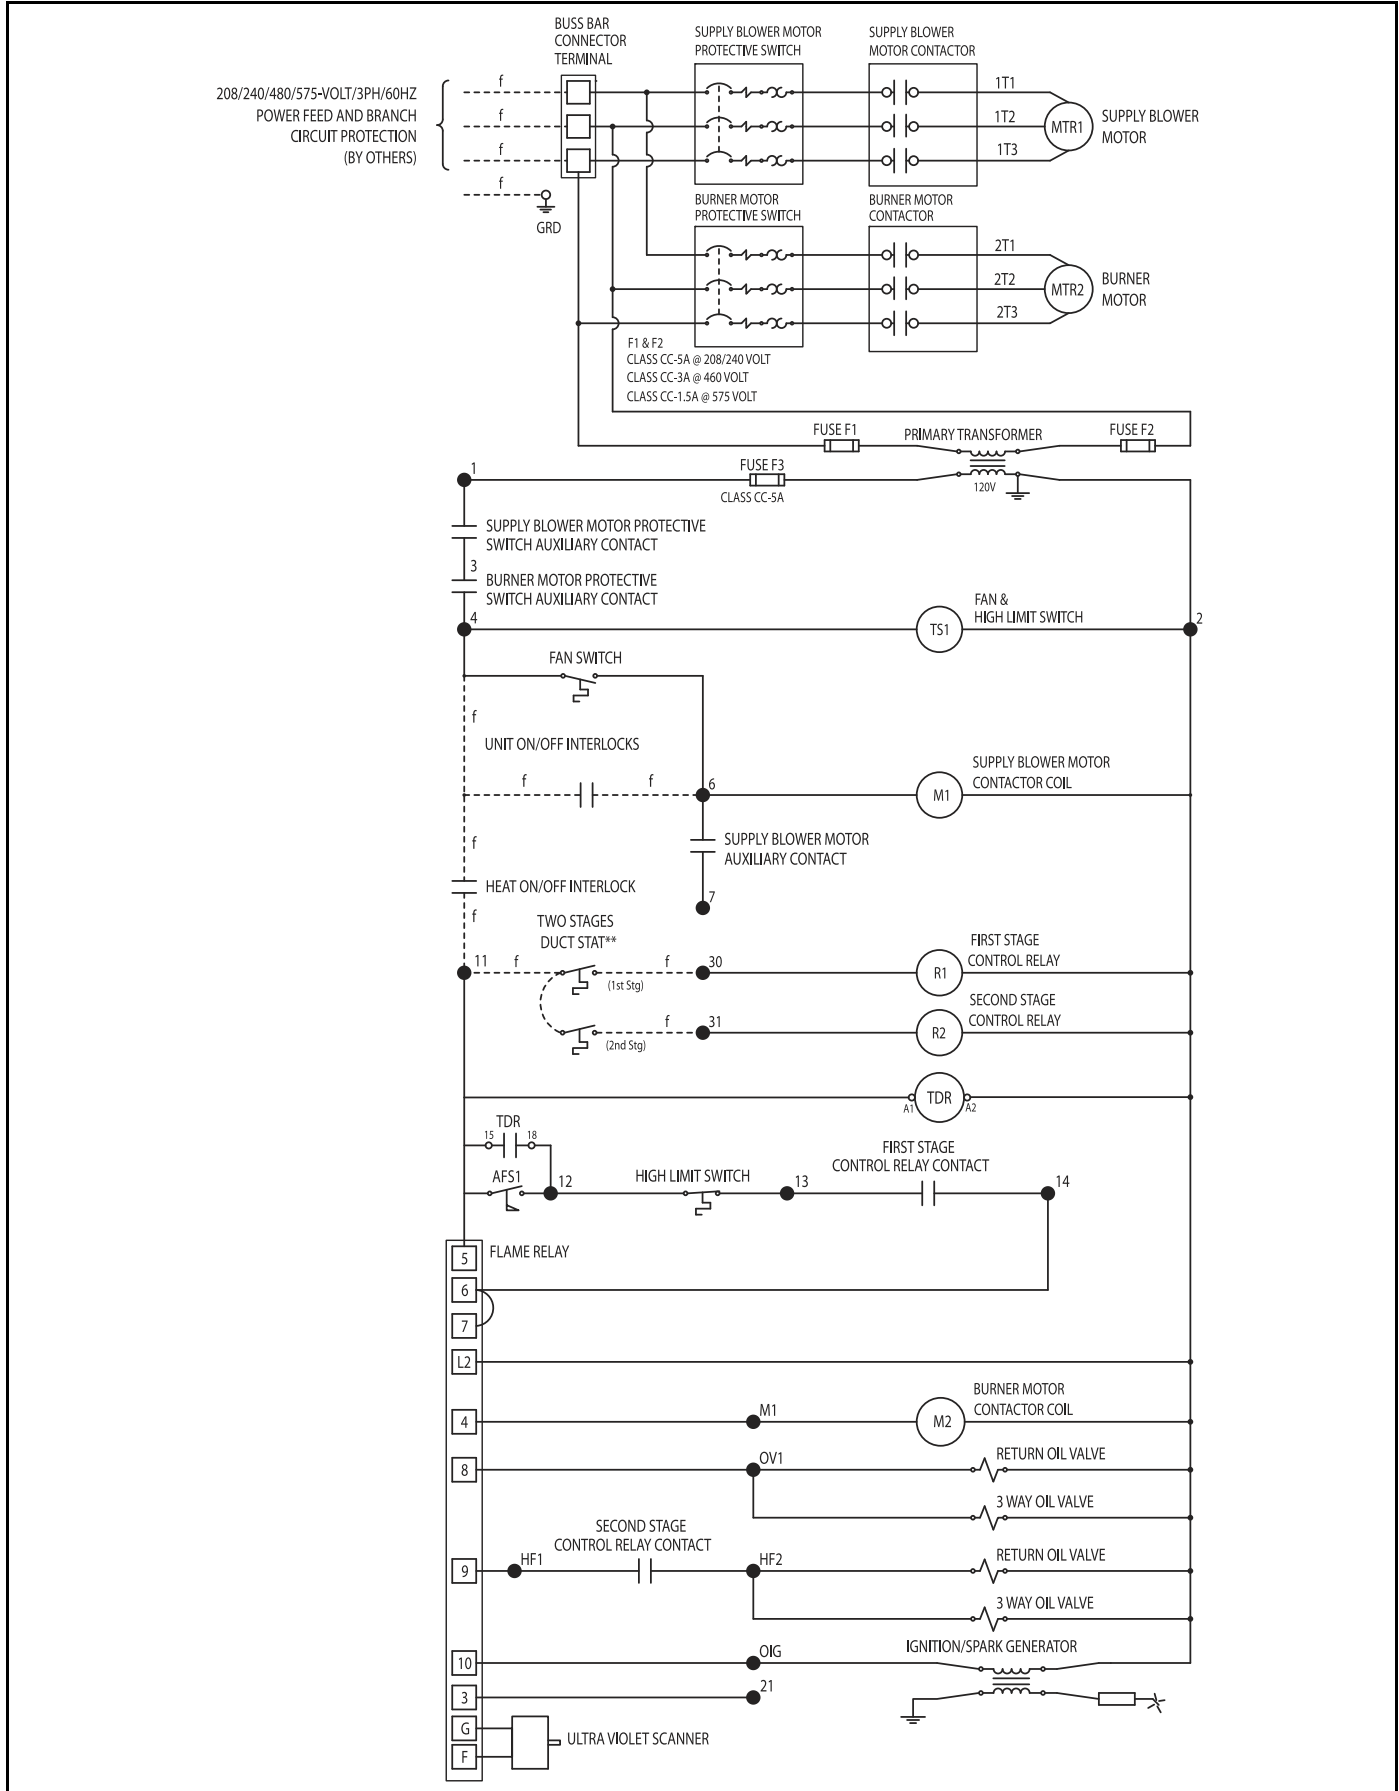 BUSS BAR
CONNECTOR
TERMINAL
SUPPLY BLOWER MOTOR
PROTECTIVE SWITCH
SUPPLY BLOWER
MOTOR CONTACTOR
208/240/480/575-VOLT/3PH/60HZ
POWER FEED AND BRANCH
CIRCUIT PROTECTION
(BY OTHERS)
f
f
f
f
GRD
1T1
1T2
1T3
MTR1
SUPPLY BLOWER
MOTOR
BURNER MOTOR
PROTECTIVE SWITCH
BURNER MOTOR
CONTACTOR
2T1
2T2
2T3
MTR2
BURNER
MOTOR
F1 & F2
CLASS CC-5A @ 208/240 VOLT
CLASS CC-3A @ 460 VOLT
CLASS CC-1.5A @ 575 VOLT
FUSE F1
PRIMARY TRANSFORMER
FUSE F2
1
FUSE F3
CLASS CC-5A
120V
SUPPLY BLOWER MOTOR PROTECTIVE
SWITCH AUXILIARY CONTACT
3
BURNER MOTOR PROTECTIVE
SWITCH AUXILIARY CONTACT
4
TS1
FAN &
HIGH LIMIT SWITCH
2
FAN SWITCH
f
UNIT ON/OFF INTERLOCKS
f
f
6
M1
SUPPLY BLOWER MOTOR
CONTACTOR COIL
f
SUPPLY BLOWER MOTOR
AUXILIARY CONTACT
HEAT ON/OFF INTERLOCK
7
f
TWO STAGES
DUCT STAT**
11
f
(1st Stg)
f
30
R1
FIRST STAGE
CONTROL RELAY
(2nd Stg)
f
31
R2
SECOND STAGE
CONTROL RELAY
A1
TDR
A2
TDR
15
18
AFS1
12
HIGH LIMIT SWITCH
13
FIRST STAGE
CONTROL RELAY CONTACT
14
5
FLAME RELAY
6
7
L2
4
M1
M2
BURNER MOTOR
CONTACTOR COIL
8
OV1
RETURN OIL VALVE
3 WAY OIL VALVE
SECOND STAGE
CONTROL RELAY CONTACT
9
HF1
HF2
RETURN OIL VALVE
3 WAY OIL VALVE
10
OIG
IGNITION/SPARK GENERATOR
3
21
G
F
ULTRA VIOLET SCANNER